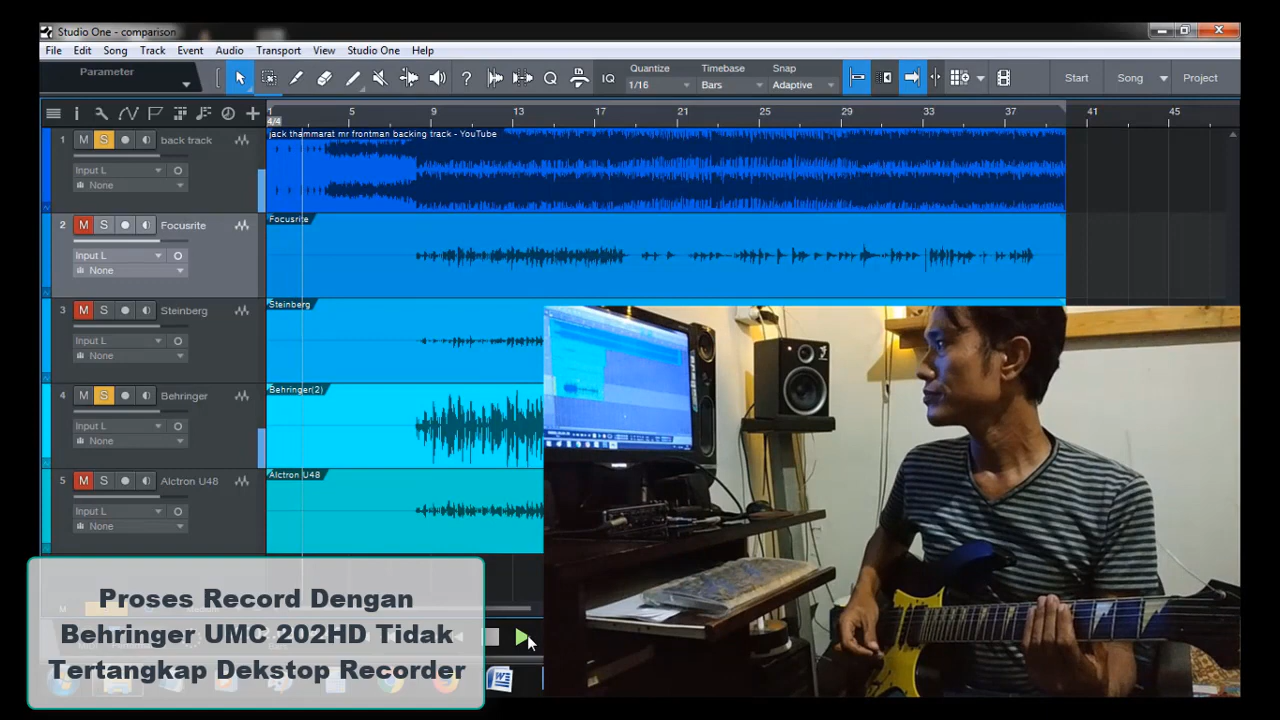 Studio One - comparison
File Edit Song Track Event Audio Transport View Studio One Help
Parameter
IQ
Quantize
1/16
Timebase
Bars
Snap
Adaptive
Start Song Project
1 5 9 13 17 21 25 29 33 37 41 45
4/4
1 M S back track
Input L
None
jack thammarat mr frontman backing track - YouTube
2 M S Focusrite
Input L
None
Focusrite
3 M S Steinberg
Input L
None
Steinberg
4 M S Behringer
Input L
None
Behringer(2)
5 M S Alctron U48
Input L
None
Alctron U48
Proses Record Dengan
Behringer UMC 202HD Tidak
Tertangkap Dekstop Recorder